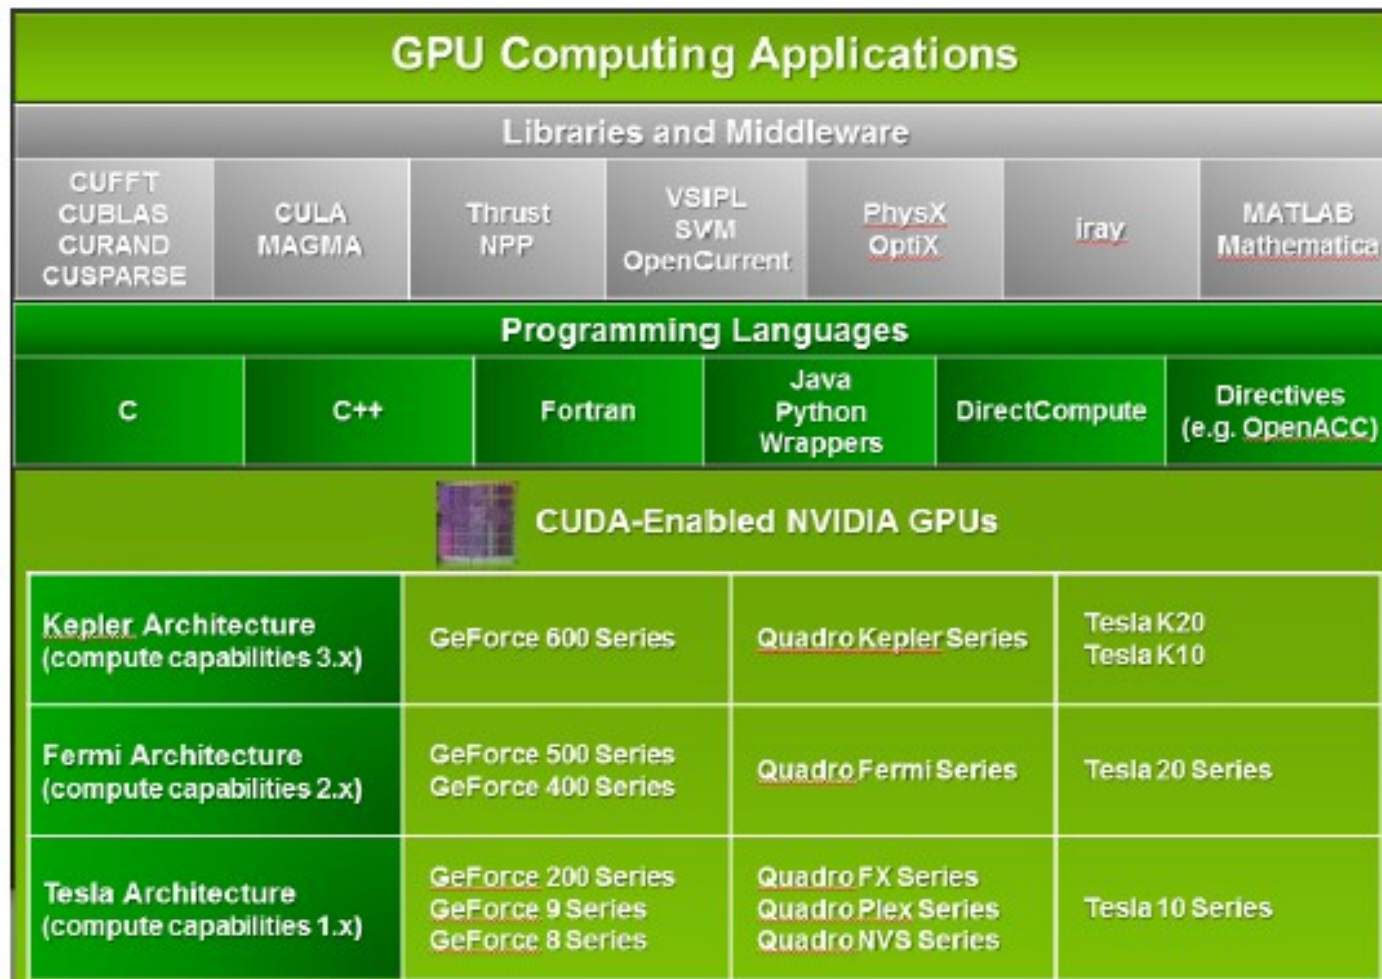 GPU Computing Applications
Libraries and Middleware
CUFFT
CUBLAS
CURAND
CUSPARSE
CULA
MAGMA
Thrust
NPP
VSIPL
SVM
OpenCurrent
PhysX
OptiX
iray
MATLAB
Mathematica
Programming Languages
C
C++
Fortran
Java
Python
Wrappers
DirectCompute
Directives
(e.g. OpenACC)
CUDA-Enabled NVIDIA GPUs
Kepler Architecture
(compute capabilities 3.x)
GeForce 600 Series
Quadro Kepler Series
Tesla K20
Tesla K10
Fermi Architecture
(compute capabilities 2.x)
GeForce 500 Series
GeForce 400 Series
Quadro Fermi Series
Tesla 20 Series
Tesla Architecture
(compute capabilities 1.x)
GeForce 200 Series
GeForce 9 Series
GeForce 8 Series
Quadro FX Series
Quadro Plex Series
Quadro NVS Series
Tesla 10 Series